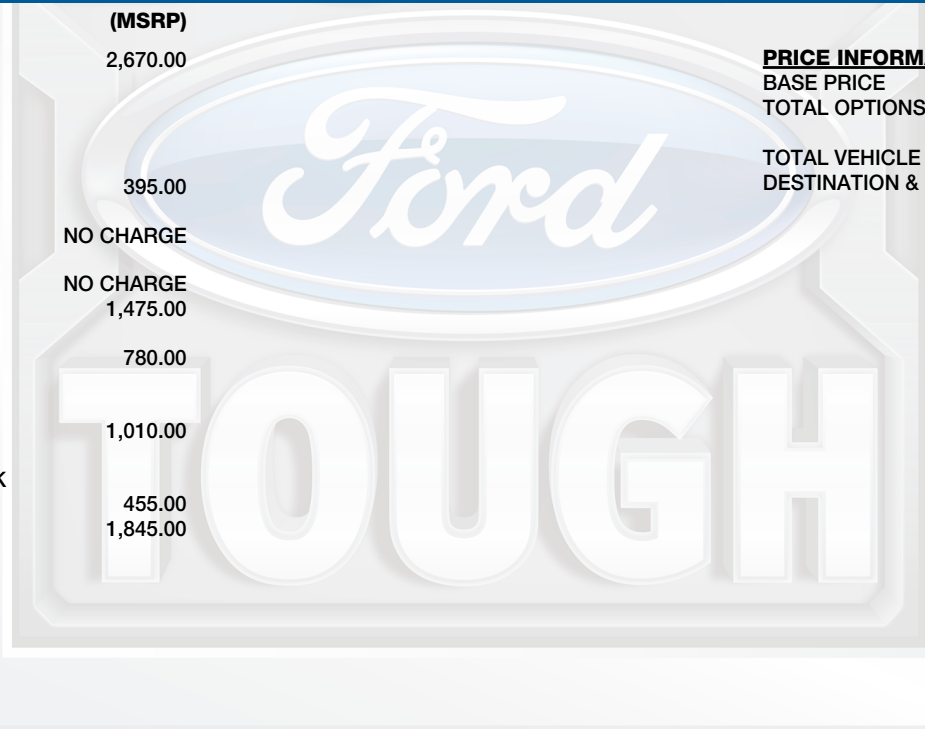 (MSRP)
2,670.00
395.00
NO CHARGE
NO CHARGE
1,475.00
780.00
1,010.00
K
455.00
1,845.00
PRICE INFORMA
BASE PRICE
TOTAL OPTIONS
TOTAL VEHICLE
DESTINATION &
Ford
TOUGH